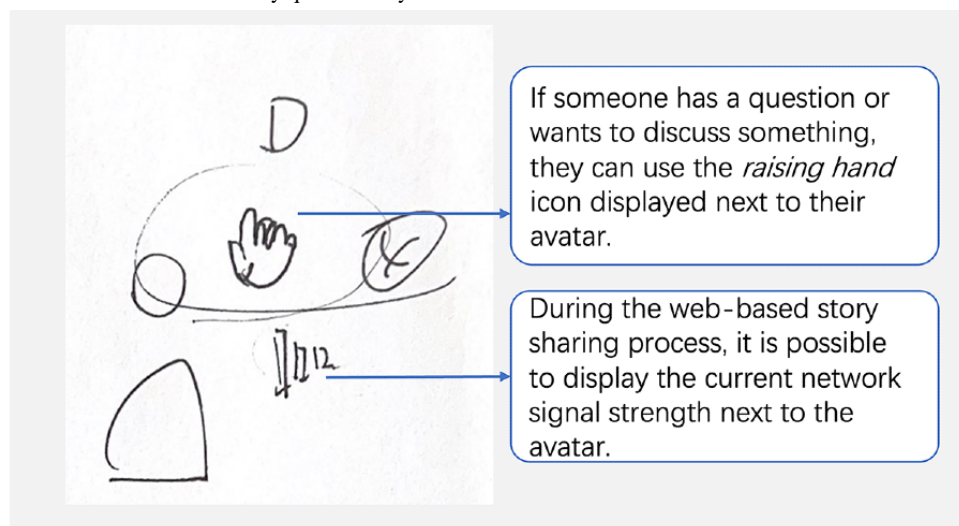 D
If someone has a question or
wants to discuss something,
they can use the raising hand
icon displayed next to their
avatar.
During the web-based story
sharing process, it is possible
to display the current network
signal strength next to the
avatar.